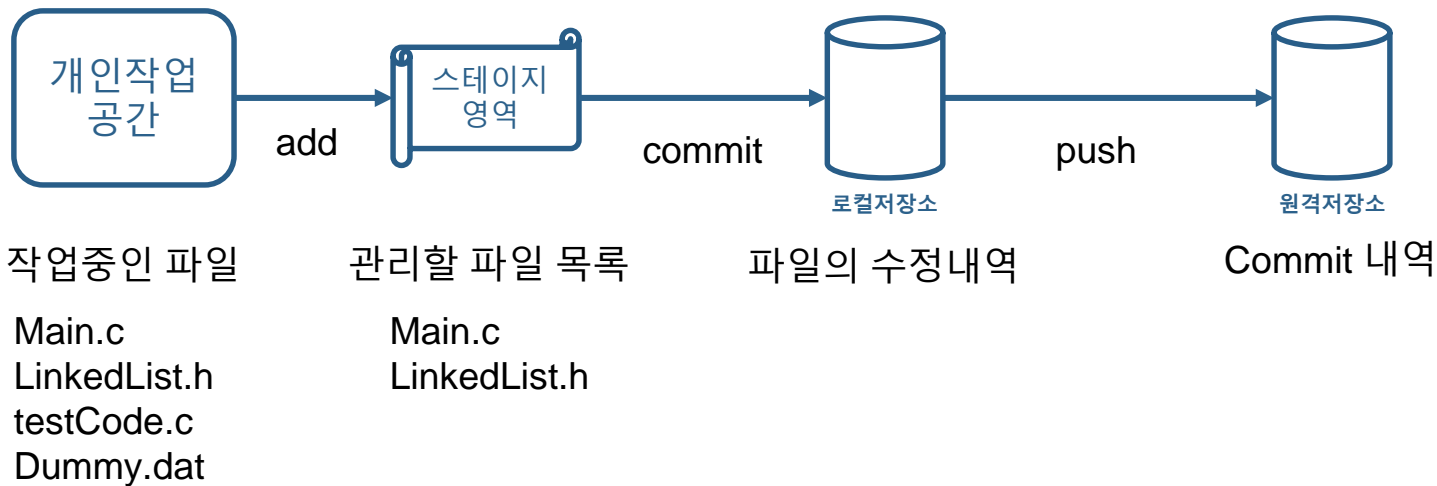 개인작업
공간
add
스테이지
영역
commit
로컬저장소
push
원격저장소
작업중인 파일
Main.c
LinkedList.h
testCode.c
Dummy.dat
관리할 파일 목록
Main.c
LinkedList.h
파일의 수정내역
Commit 내역